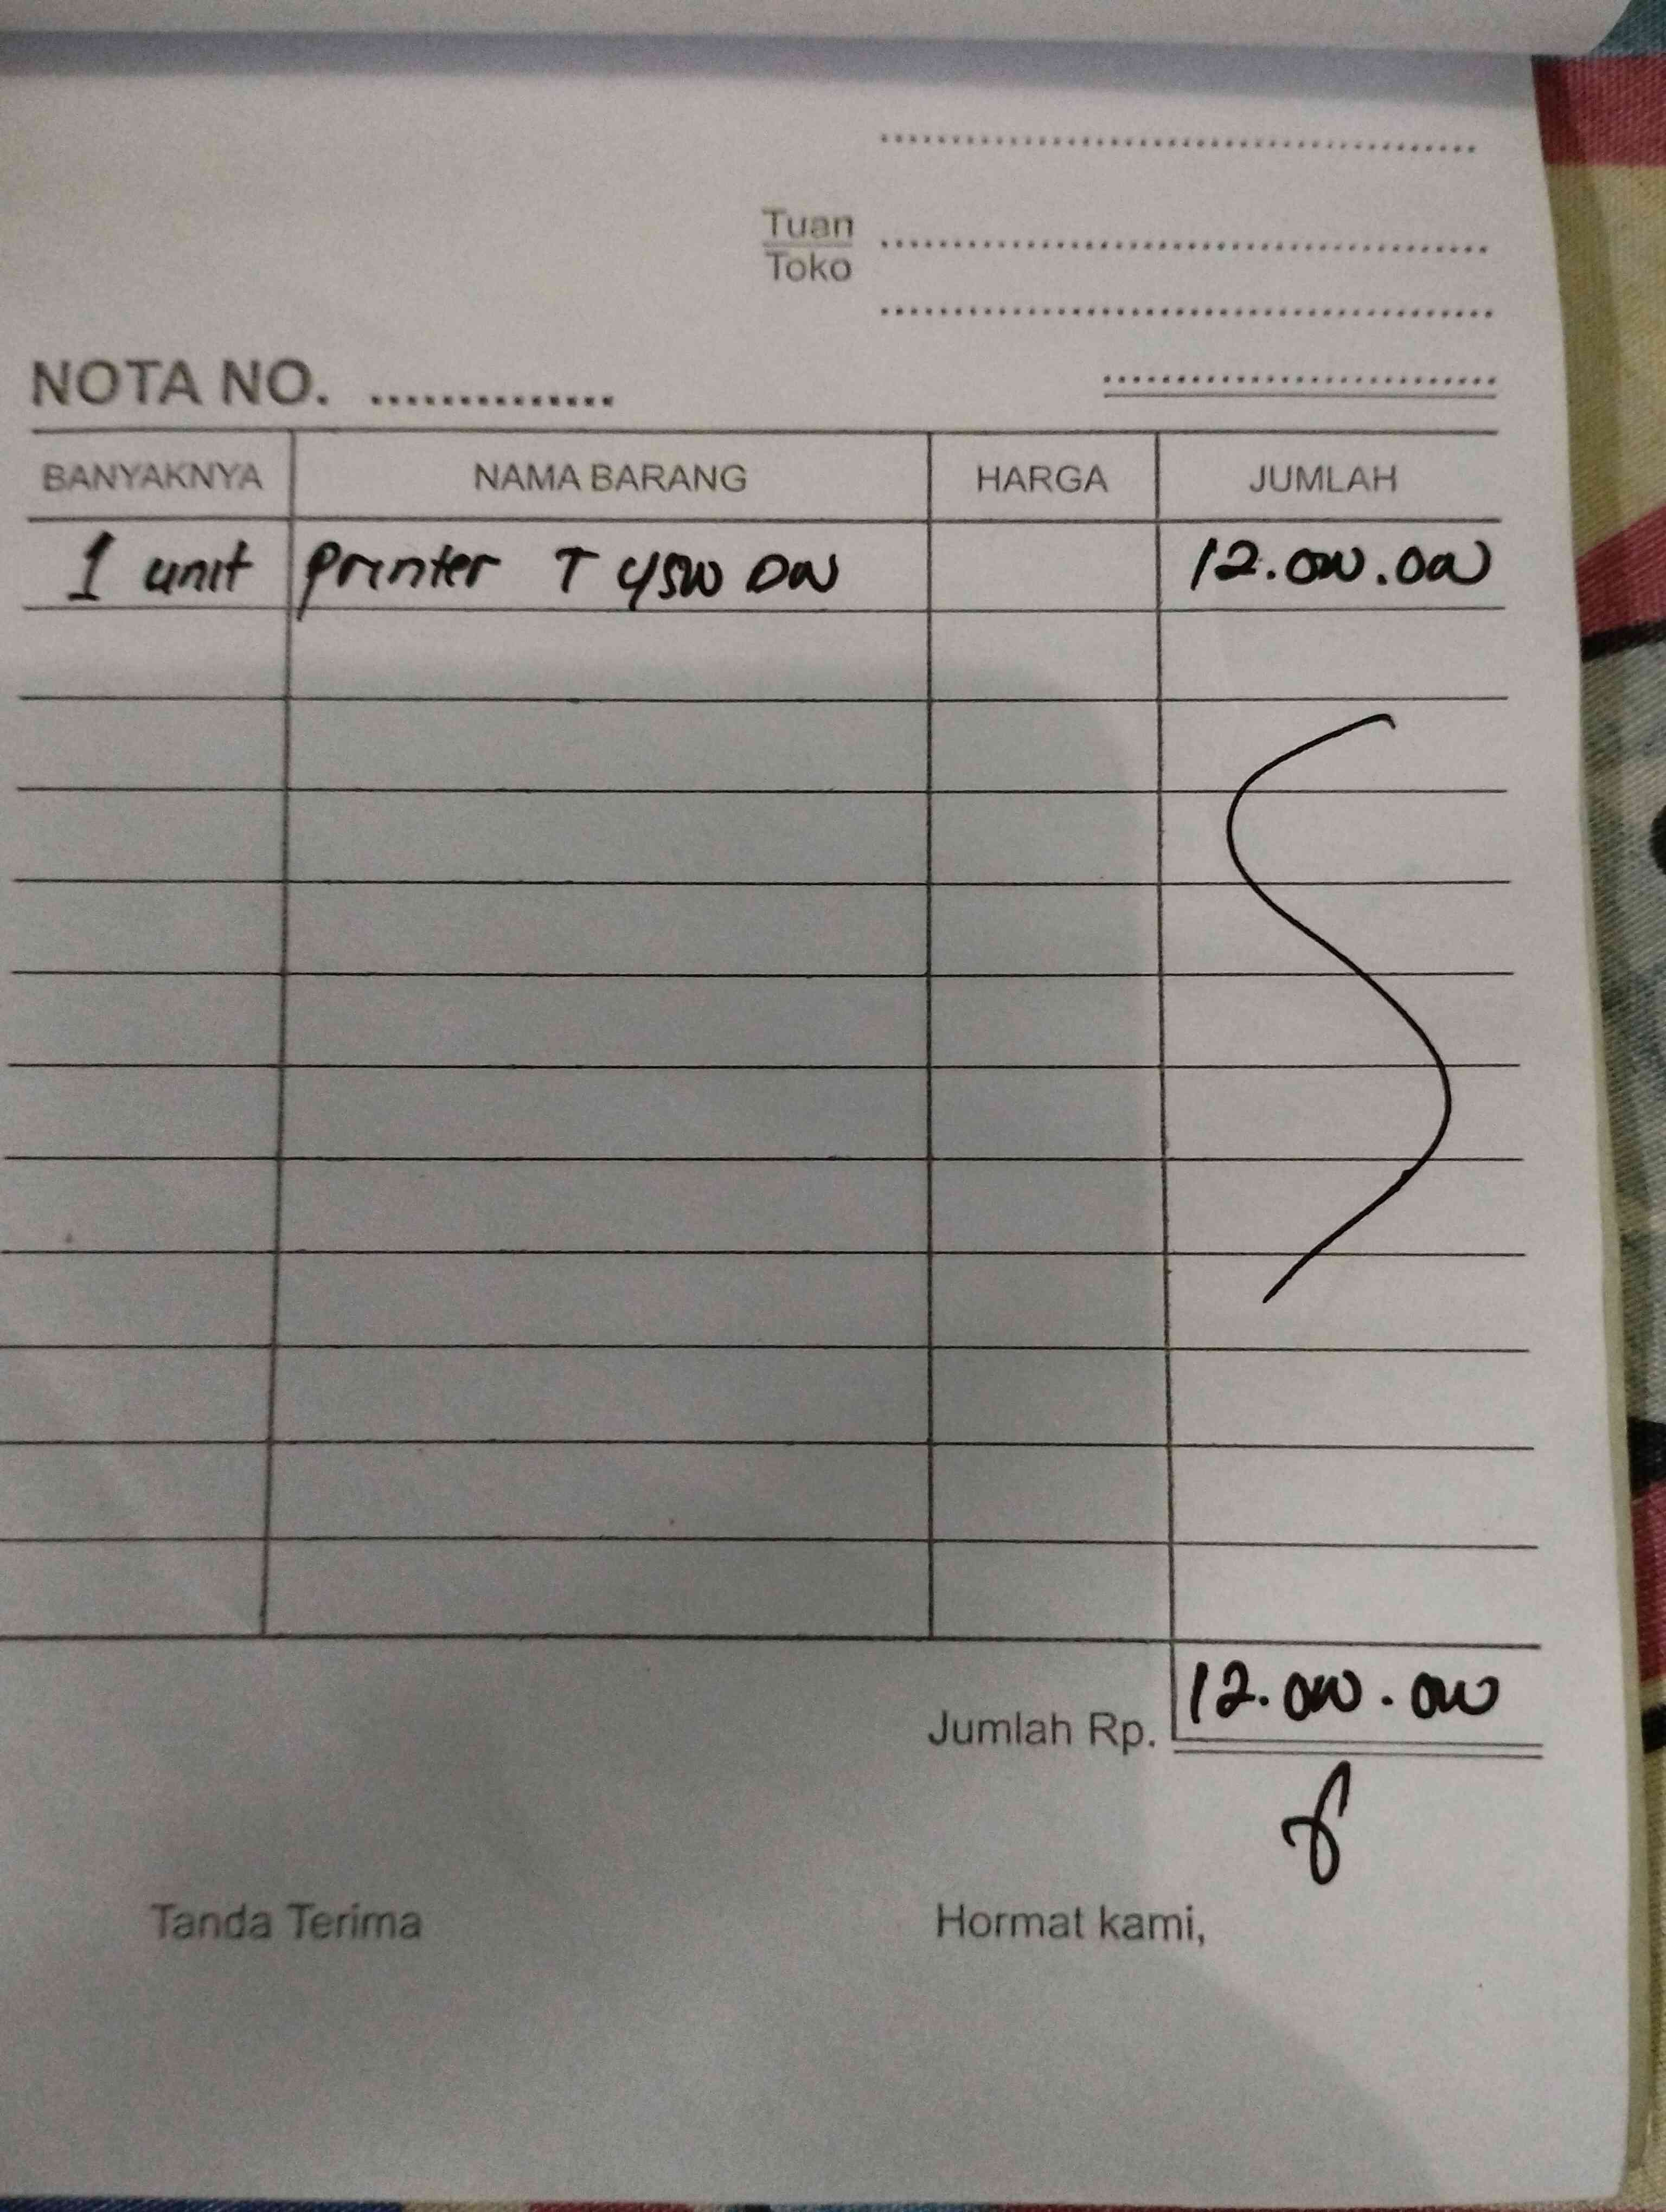 Tuan
Toko
NOTA NO. ..............
BANYAKNYA NAMA BARANG HARGA JUMLAH
1 unit printer T 4500 DW 12.000.000
Jumlah Rp. 12.000.000
Tanda Terima Hormat kami,